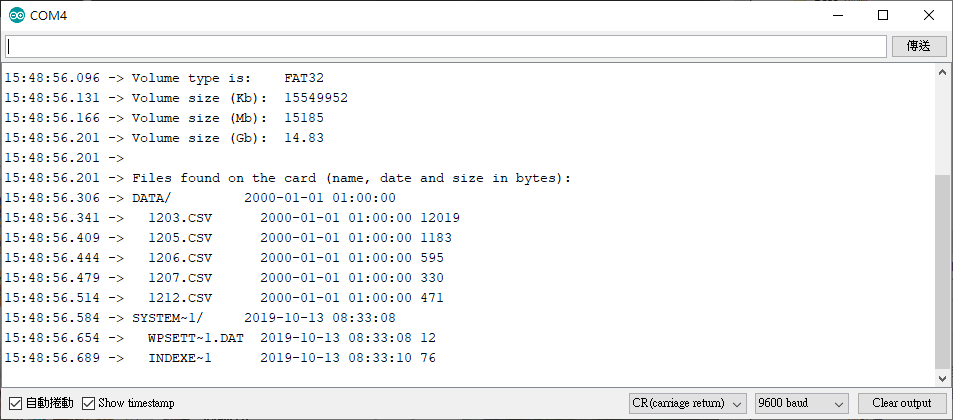 COM4
傳送
15:48:56.096 -> Volume type is:    FAT32
15:48:56.131 -> Volume size (Kb):  15549952
15:48:56.166 -> Volume size (Mb):  15185
15:48:56.201 -> Volume size (Gb):  14.83
15:48:56.201 ->
15:48:56.201 -> Files found on the card (name, date and size in bytes):
15:48:56.306 -> DATA/         2000-01-01 01:00:00
15:48:56.341 ->   1203.CSV      2000-01-01 01:00:00 12019
15:48:56.409 ->   1205.CSV      2000-01-01 01:00:00 1183
15:48:56.444 ->   1206.CSV      2000-01-01 01:00:00 595
15:48:56.479 ->   1207.CSV      2000-01-01 01:00:00 330
15:48:56.514 ->   1212.CSV      2000-01-01 01:00:00 471
15:48:56.584 -> SYSTEM~1/     2019-10-13 08:33:08
15:48:56.654 ->   WPSETT~1.DAT  2019-10-13 08:33:08 12
15:48:56.689 ->   INDEXE~1      2019-10-13 08:33:10 76
自動捲動 Show timestamp CR(carriage return) 9600 baud Clear output